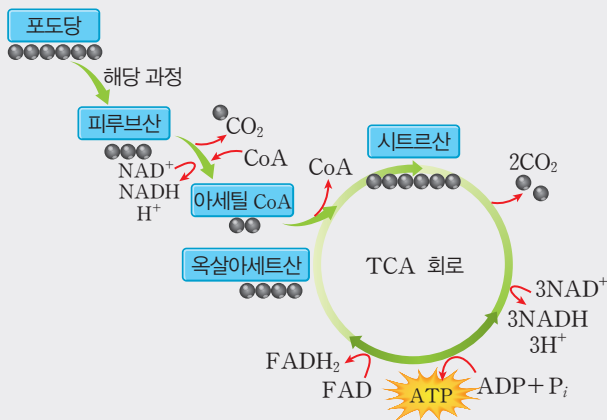 포도당
해당 과정
피루브산
CO₂
CoA
NAD⁺
NADH
H⁺
아세틸 CoA
CoA
시트르산
2CO₂
옥살아세트산
TCA 회로
3NAD⁺
3NADH
3H⁺
FADH₂
FAD
ATP
ADP+Pᵢ